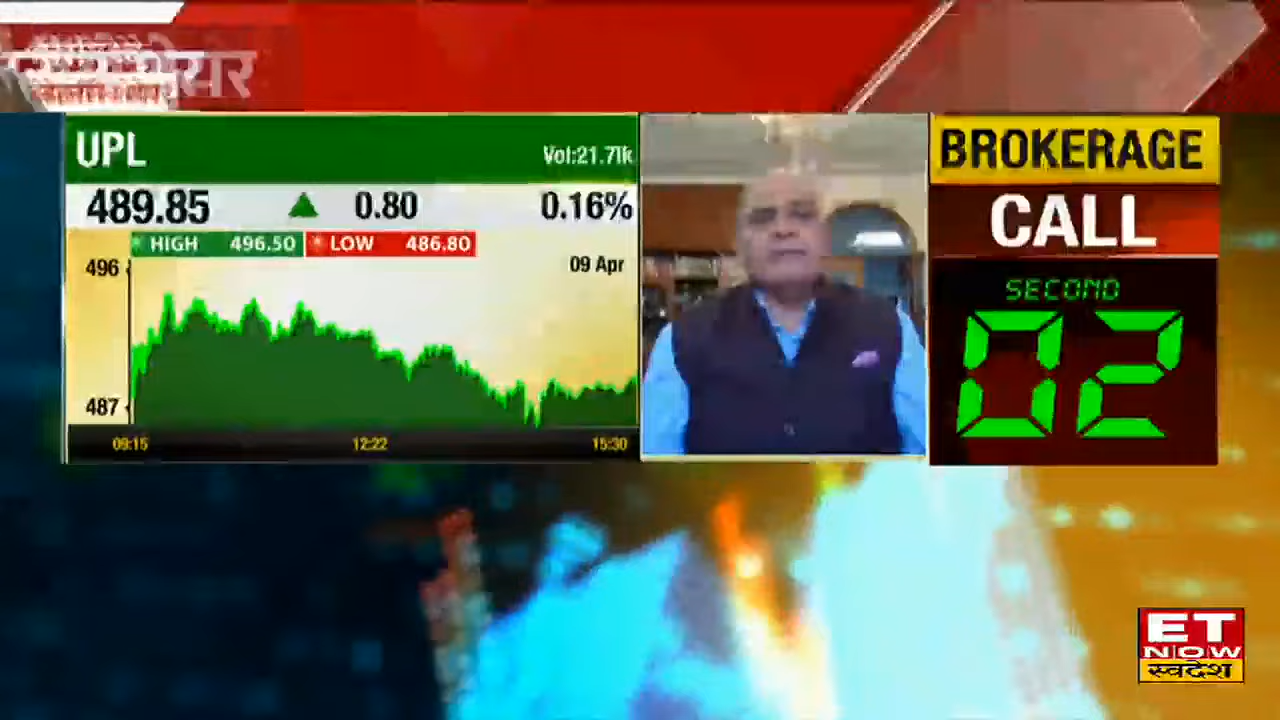 UPL
Vol:21.71k
489.85 ▲ 0.80 0.16%
HIGH 496.50 LOW 486.80
496
09 Apr
487
09:15 12:22 15:30
BROKERAGE
CALL
SECOND
02
ET
NOW
स्वदेश